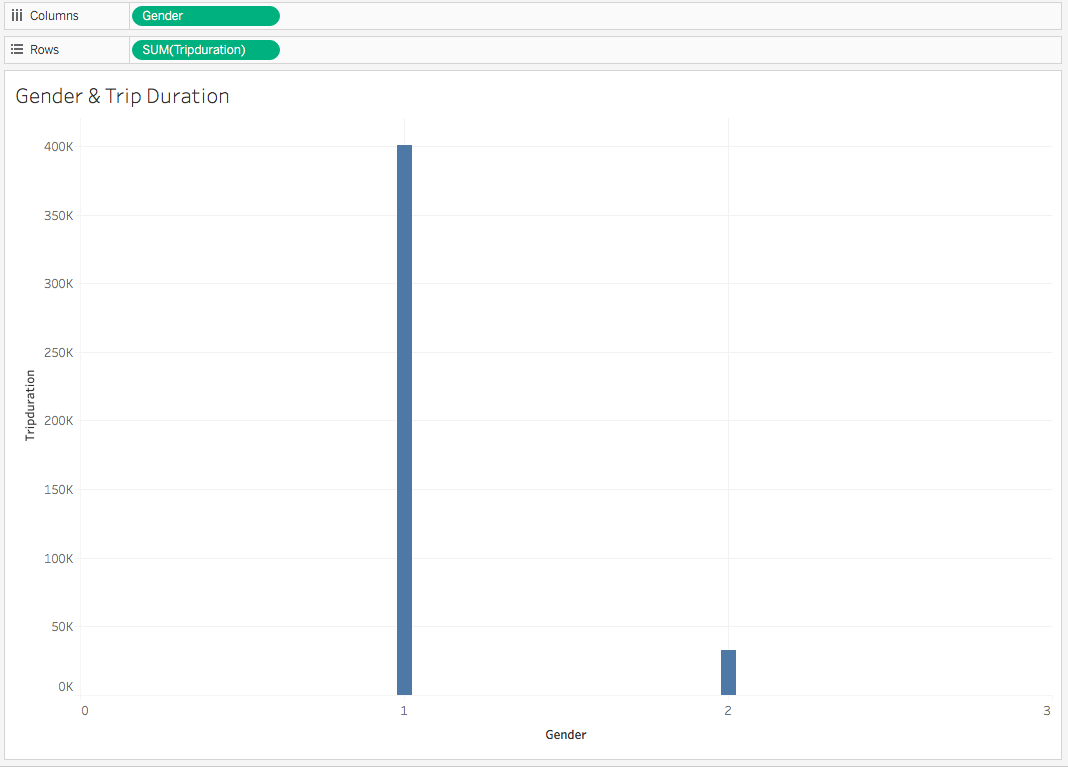 Columns Gender
Rows SUM(Tripduration)
Gender & Trip Duration
400K
350K
300K
250K
200K
150K
100K
50K
0K
Tripduration
0 1 2 3
Gender